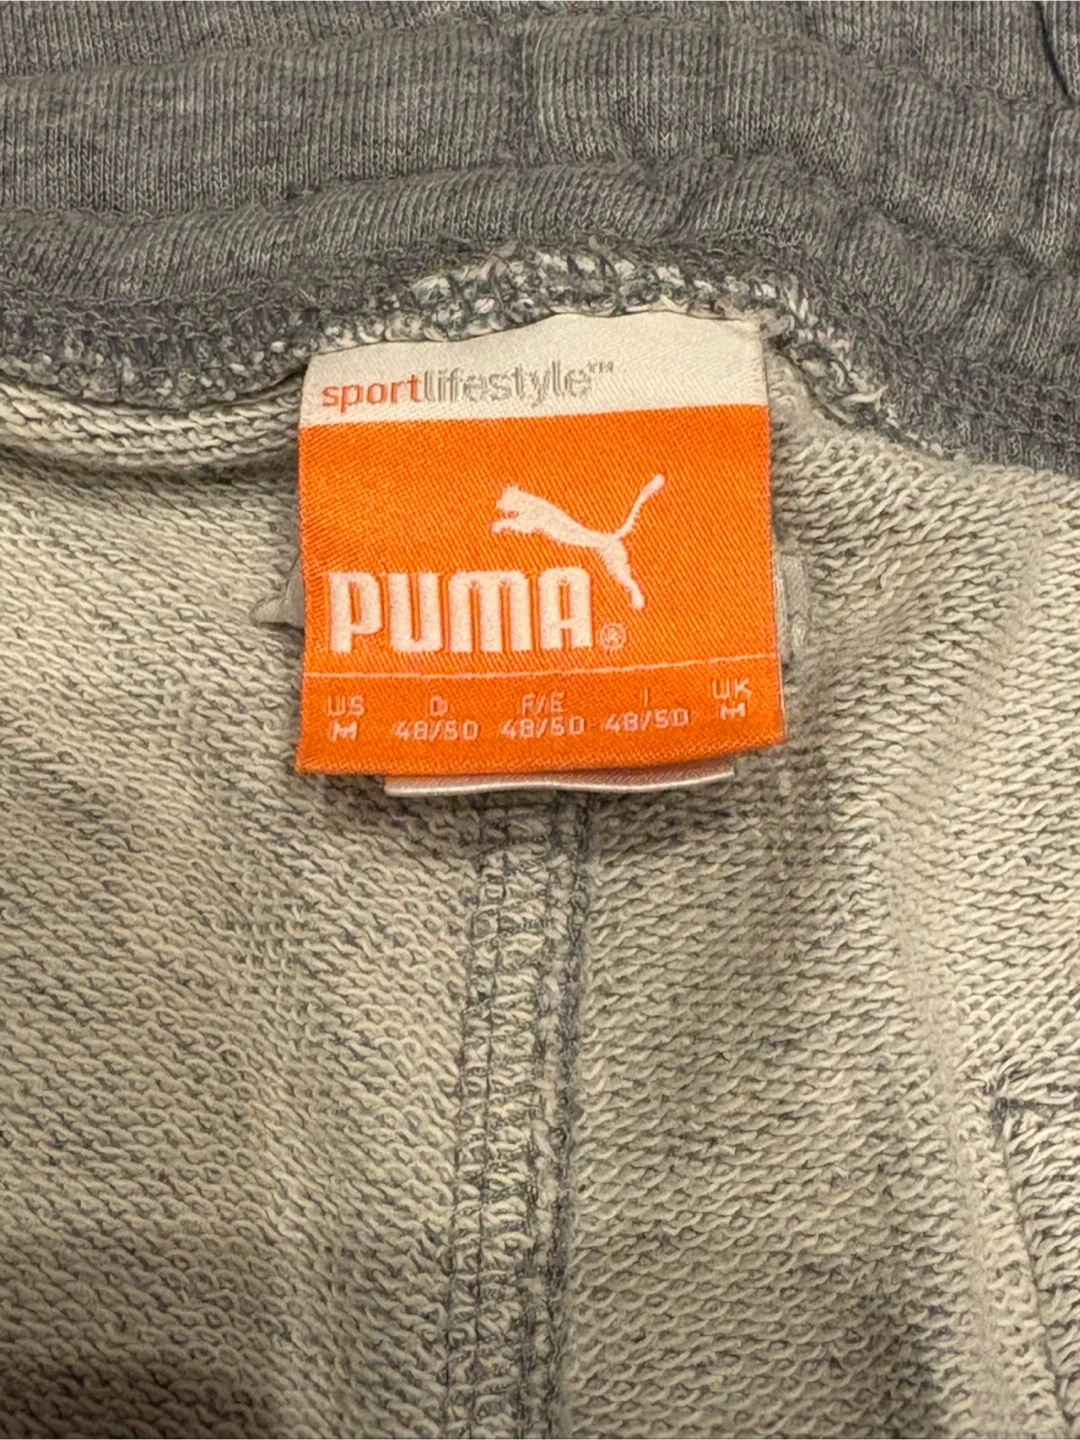 sportlifestyle™
PUMA®
US D F/E I UK
M 48/50 48/50 48/50 M